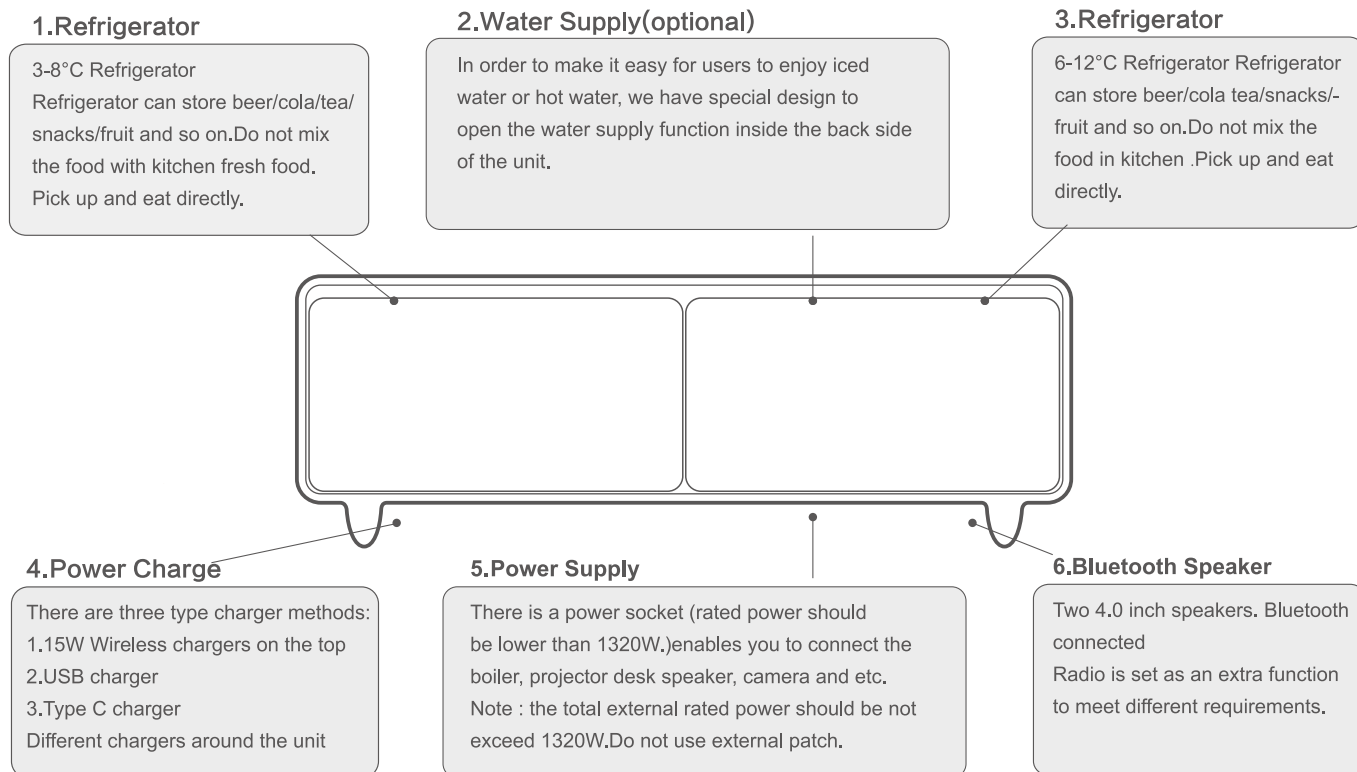 1.Refrigerator
3-8°C Refrigerator
Refrigerator can store beer/cola/tea/
snacks/fruit and so on.Do not mix
the food with kitchen fresh food.
Pick up and eat directly.
2.Water Supply(optional)
In order to make it easy for users to enjoy iced
water or hot water, we have special design to
open the water supply function inside the back side
of the unit.
3.Refrigerator
6-12°C Refrigerator Refrigerator
can store beer/cola tea/snacks/-
fruit and so on.Do not mix the
food in kitchen .Pick up and eat
directly.
4.Power Charge
There are three type charger methods:
1.15W Wireless chargers on the top
2.USB charger
3.Type C charger
Different chargers around the unit
5.Power Supply
There is a power socket (rated power should
be lower than 1320W.)enables you to connect the
boiler, projector desk speaker, camera and etc.
Note : the total external rated power should be not
exceed 1320W.Do not use external patch.
6.Bluetooth Speaker
Two 4.0 inch speakers. Bluetooth
connected
Radio is set as an extra function
to meet different requirements.